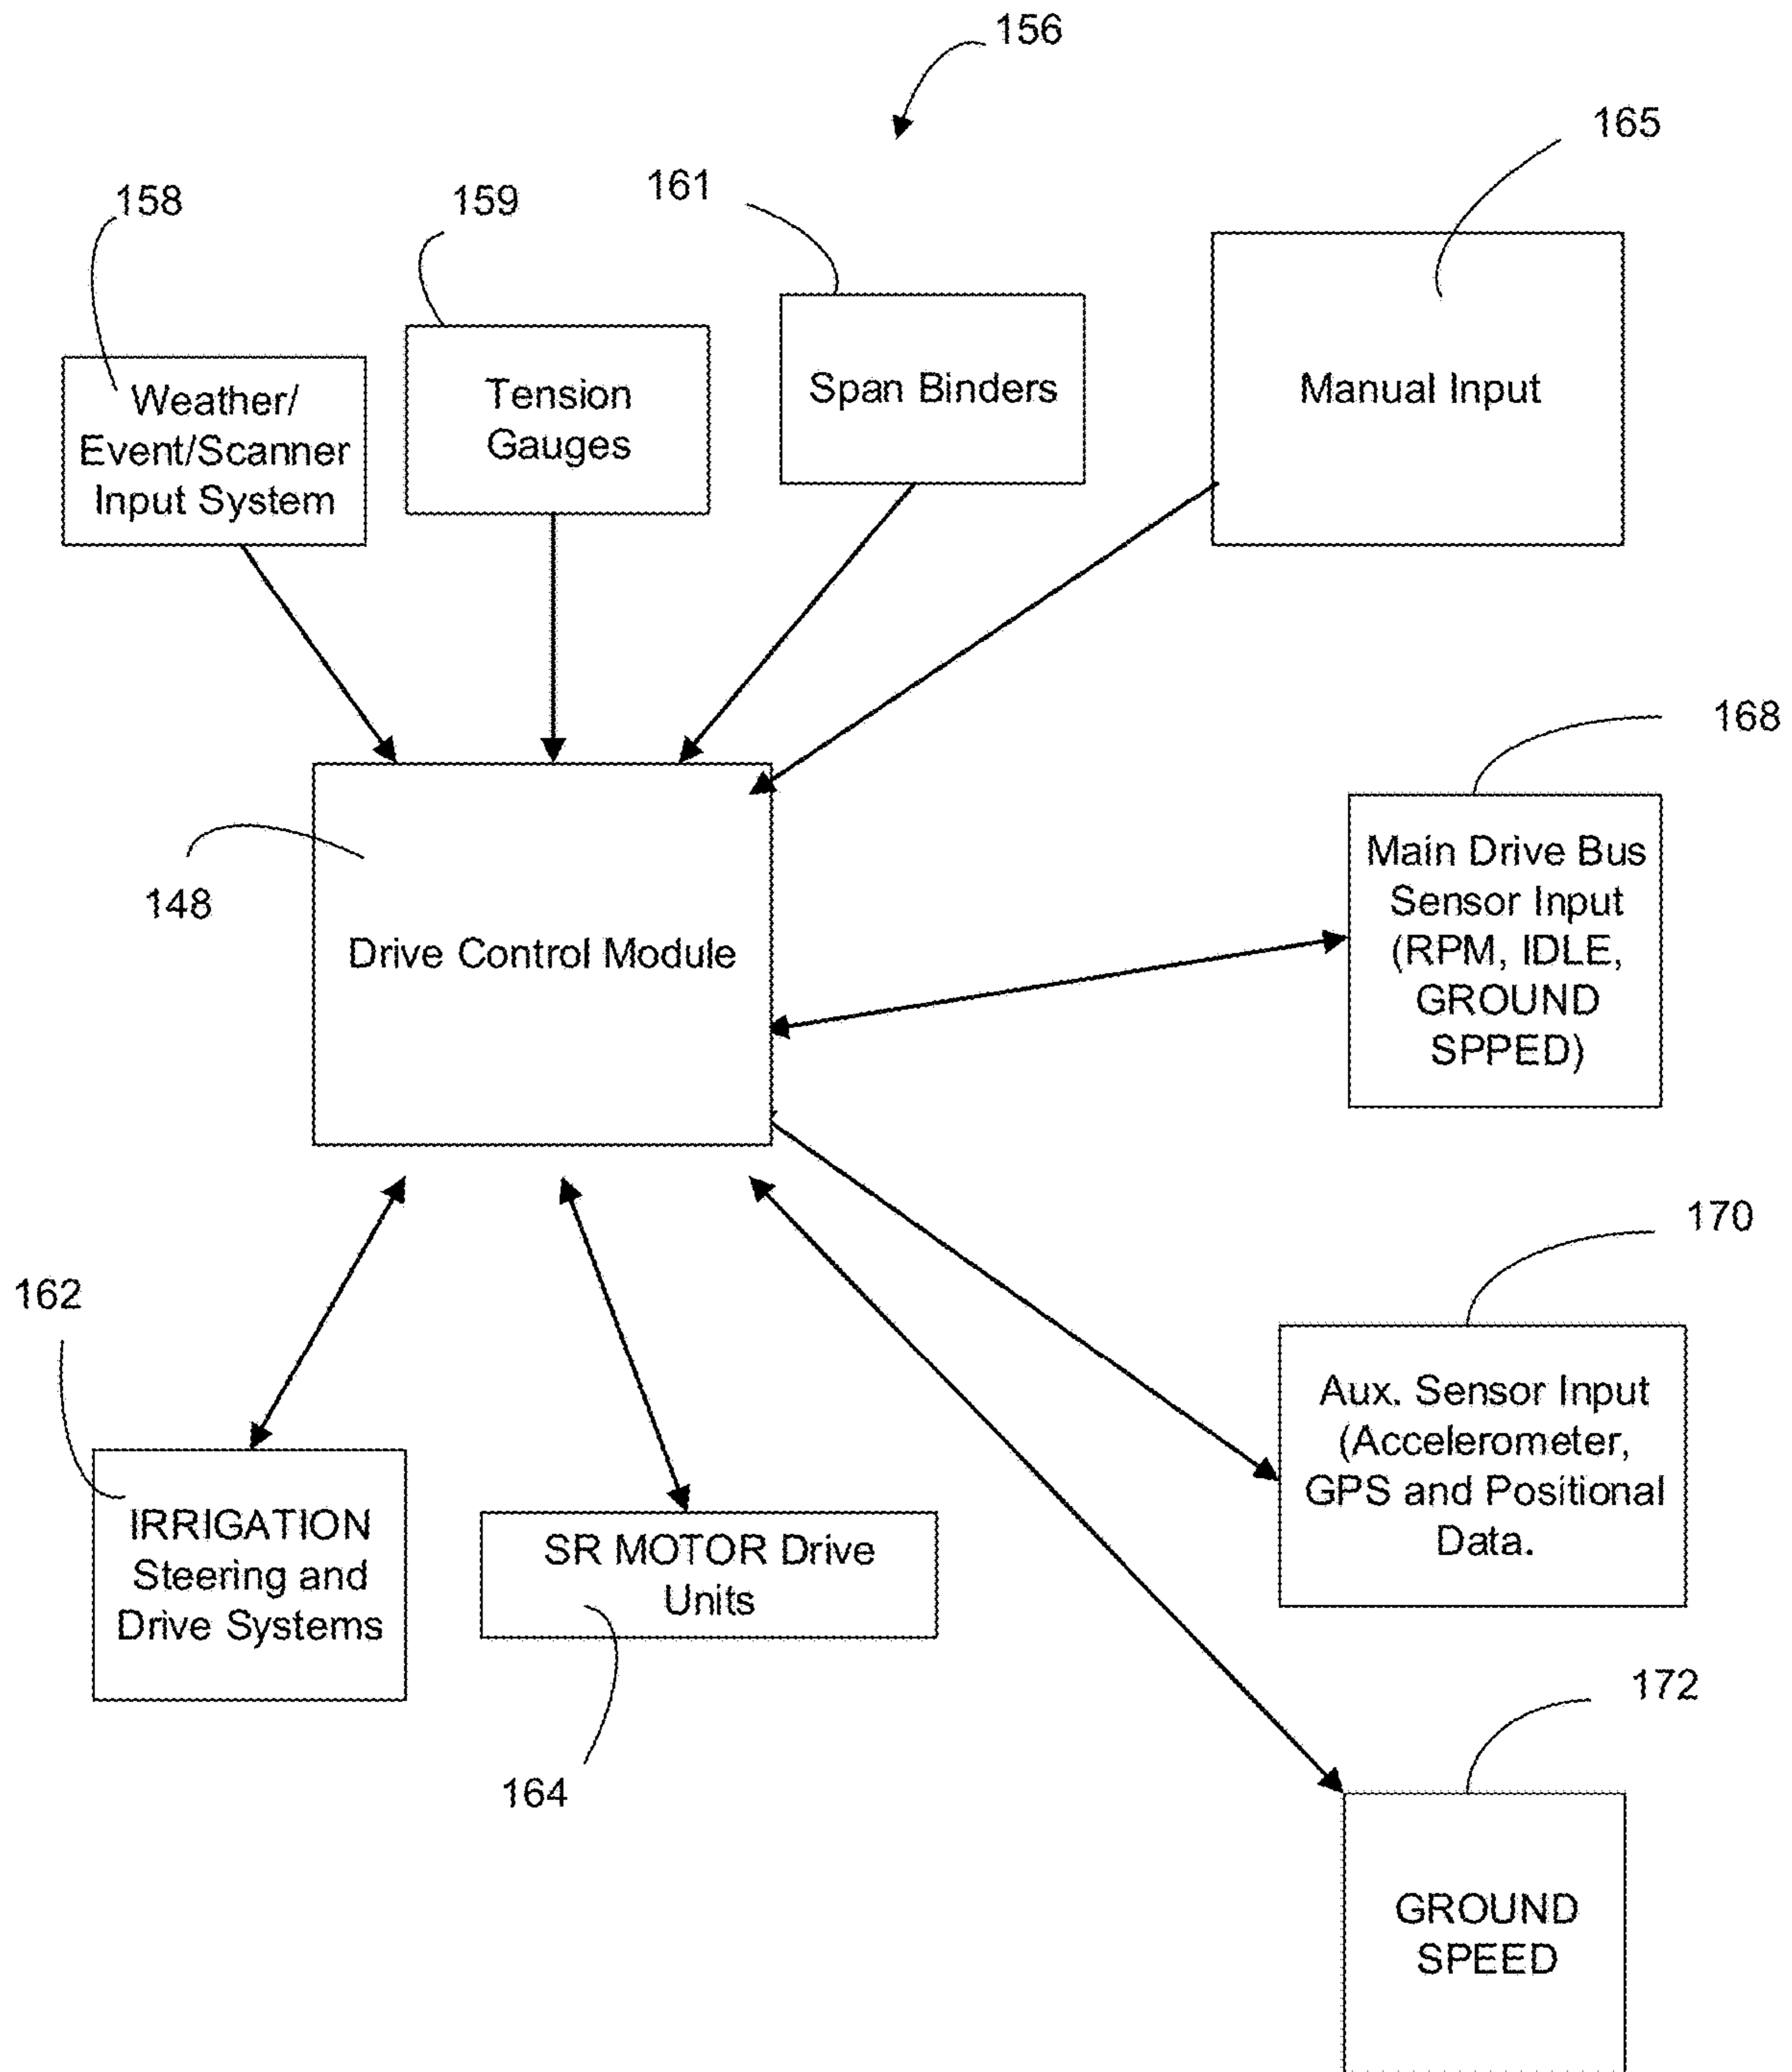 156
165
161
158
159
Weather/
Event/Scanner
Input System
Tension
Gauges
Span Binders
Manual Input
168
148
Drive Control Module
Main Drive Bus
Sensor Input
(RPM, IDLE,
GROUND
SPPED)
170
162
Aux. Sensor Input
(Accelerometer,
GPS and Positional
Data.
IRRIGATION
Steering and
Drive Systems
SR MOTOR Drive
Units
164
172
GROUND
SPEED